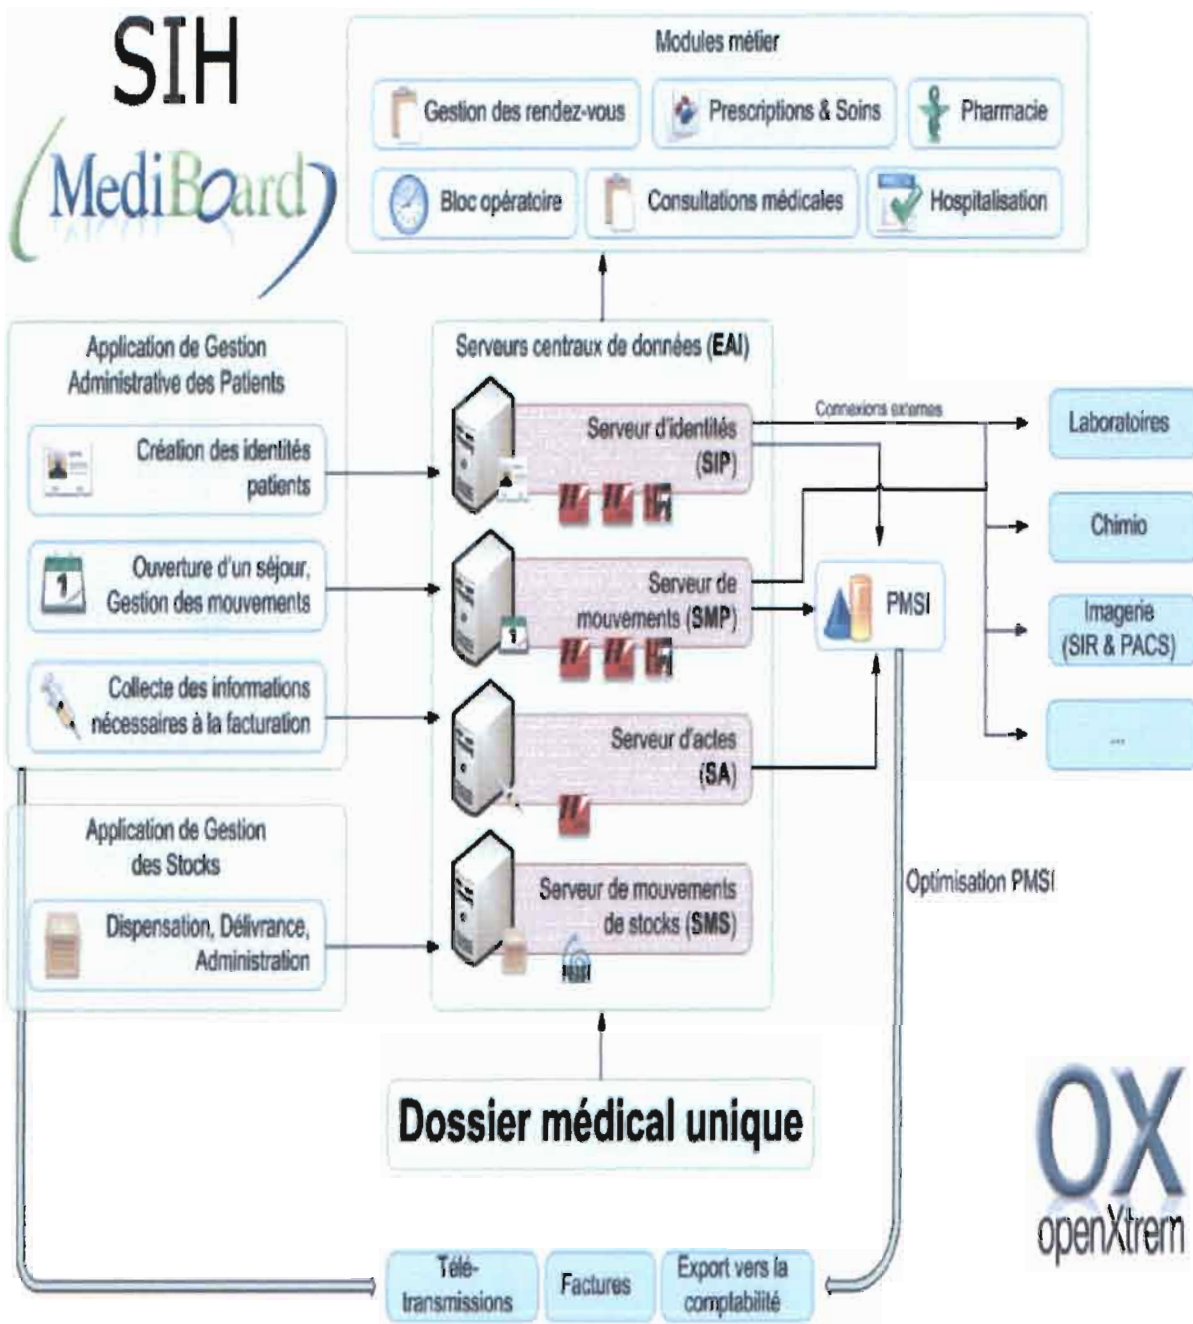 SIH
MediBoard
Modules métier
Gestion des rendez-vous
Prescriptions & Soins
Pharmacie
Bloc opératoire
Consultations médicales
Hospitalisation
Application de Gestion
Administrative des Patients
Création des identités
patients
Ouverture d'un séjour,
Gestion des mouvements
Collecte des informations
nécessaires à la facturation
Application de Gestion
des Stocks
Dispensation, Délivrance,
Administration
Serveurs centraux de données (EAI)
Serveur d'identités
(SIP)
Serveur de
mouvements (SMP)
Serveur d'actes
(SA)
Serveur de mouvements
de stocks (SMS)
Connexions externes
PMSI
Laboratoires
Chimio
Imagerie
(SIR & PACS)
...
Optimisation PMSI
Dossier médical unique
OX
openXtrem
Télé-
transmissions
Factures
Export vers la
comptabilité